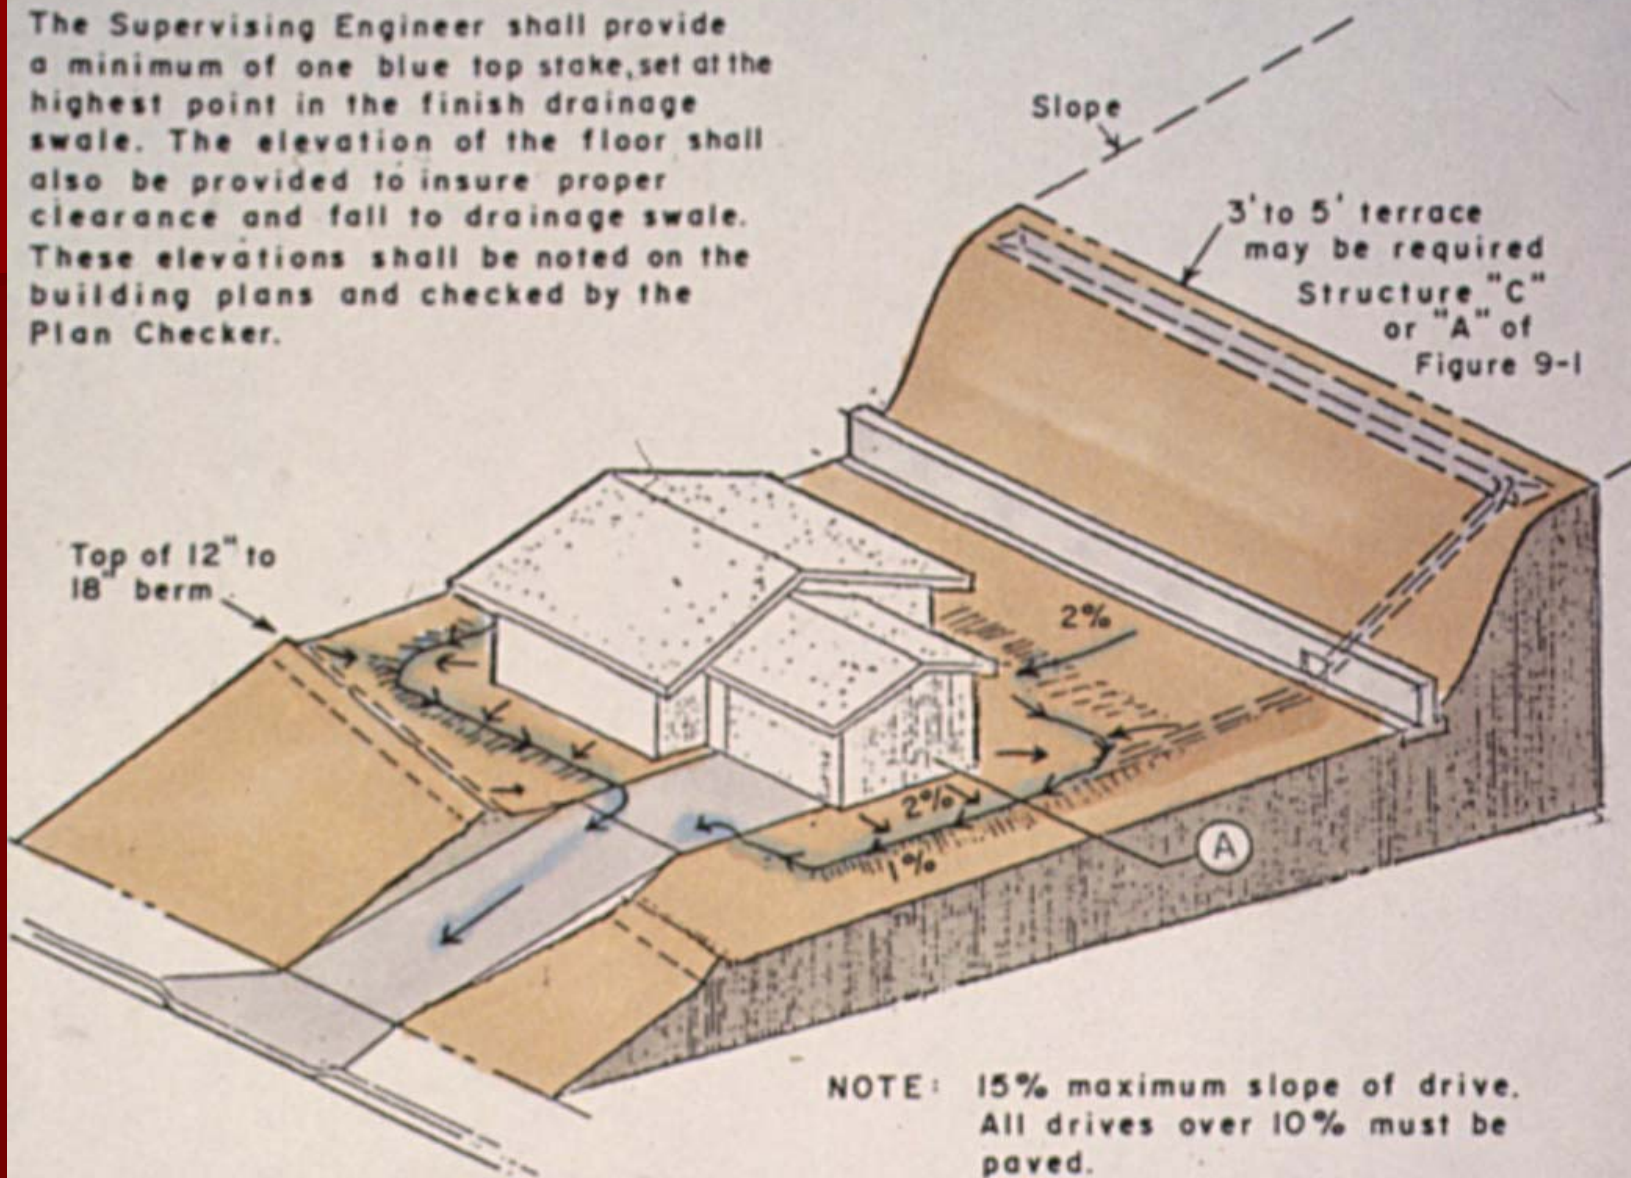 The Supervising Engineer shall provide
a minimum of one blue top stake, set at the
highest point in the finish drainage
swale. The elevation of the floor shall
also be provided to insure proper
clearance and fall to drainage swale.
These elevations shall be noted on the
building plans and checked by the
Plan Checker.
Slope
3' to 5' terrace
may be required
Structure "C"
or "A" of
Figure 9-1
Top of 12" to
18" berm
2%
2%
1%
A
NOTE: 15% maximum slope of drive.
All drives over 10% must be
paved.